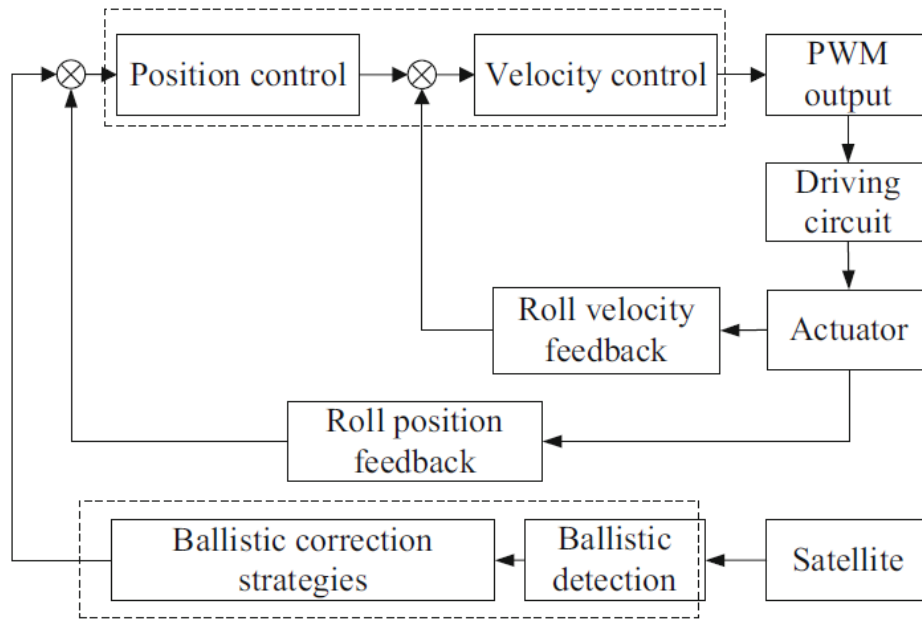 Position control
Velocity control
PWM
output
Driving
circuit
Roll velocity
feedback
Actuator
Roll position
feedback
Ballistic correction
strategies
Ballistic
detection
Satellite